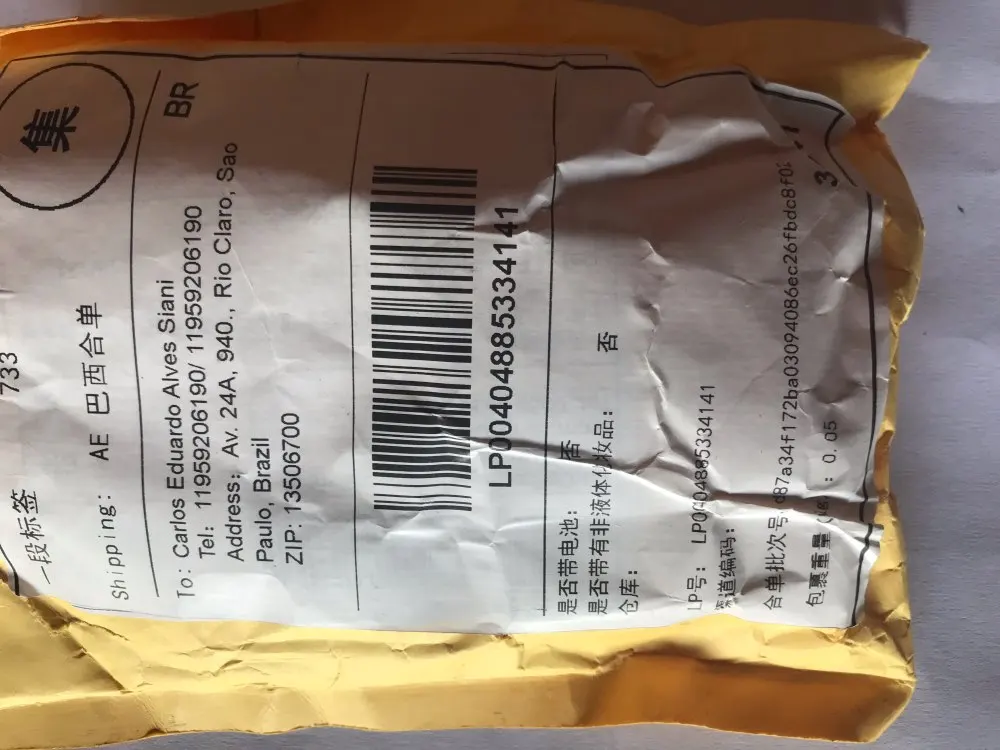 733
集
一段标签
Shipping: AE 巴西合单
BR
To: Carlos Eduardo Alves Siani
Tel: 11959206190/ 11959206190
Address: Av. 24A, 940., Rio Claro, Sao
Paulo, Brazil
ZIP: 13506700
LP00404885334141
是否带电池: 否
是否带有非液体化妆品: 否
仓库:
LP号: LP00404885334141
渠道编码:
合单批次号: d87a34f172ba03094086ec26fbdc8f0
包裹重量 : 0.05